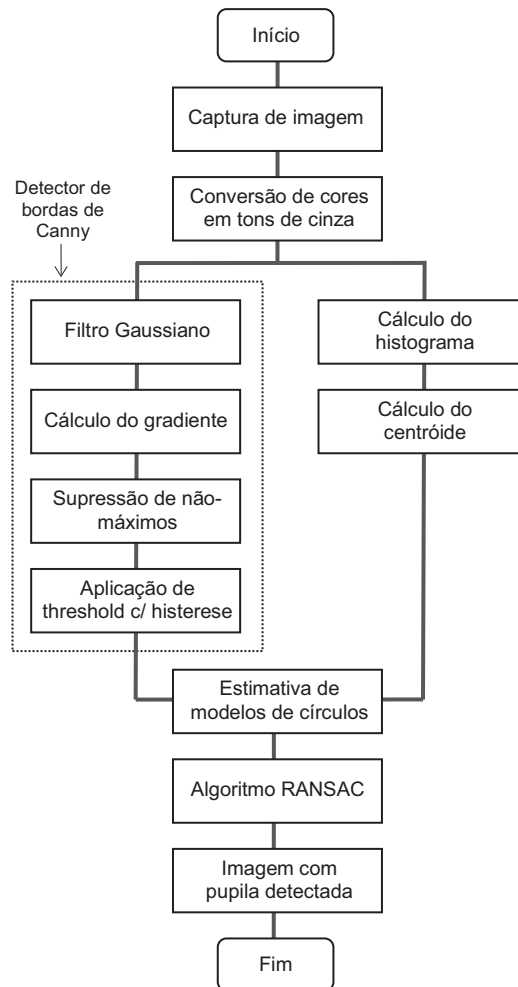 Início
Captura de imagem
Conversão de cores
em tons de cinza
Detector de
bordas de
Canny
Filtro Gaussiano
Cálculo do gradiente
Supressão de não-
máximos
Aplicação de
threshold c/ histerese
Cálculo do
histograma
Cálculo do
centróide
Estimativa de
modelos de círculos
Algoritmo RANSAC
Imagem com
pupila detectada
Fim